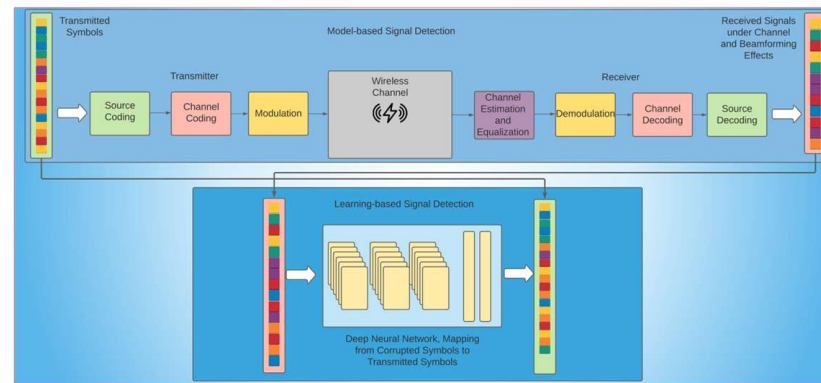 Transmitted
Symbols
Model-based Signal Detection
Received Signals
under Channel
and Beamforming
Effects
Transmitter
Wireless
Channel
Receiver
Source
Coding
Channel
Coding
Modulation
Channel
Estimation
and
Equalization
Demodulation
Channel
Decoding
Source
Decoding
Learning-based Signal Detection
Deep Neural Network, Mapping
from Corrupted Symbols to
Transmitted Symbols